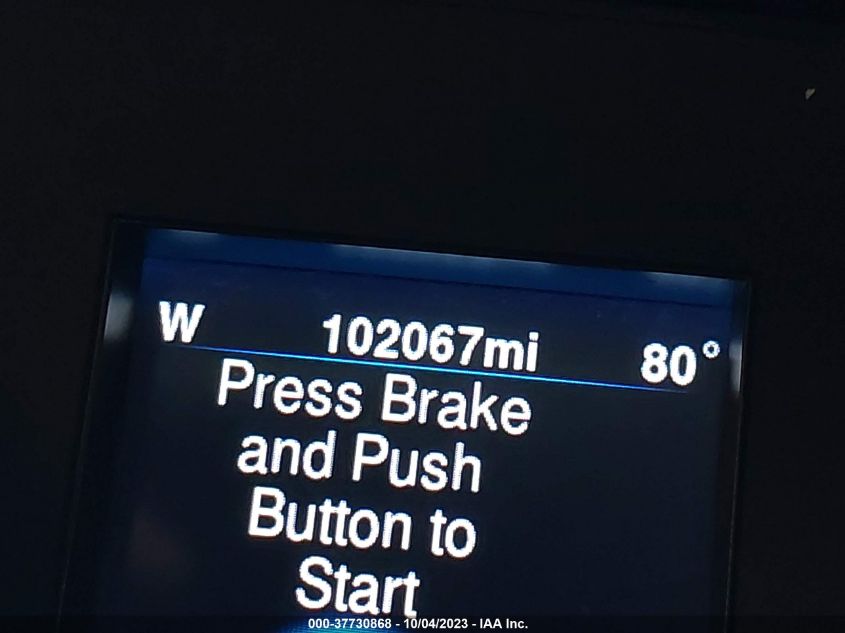 W 102067mi 80°
Press Brake
and Push
Button to
Start
000-37730868 - 10/04/2023 - IAA Inc.